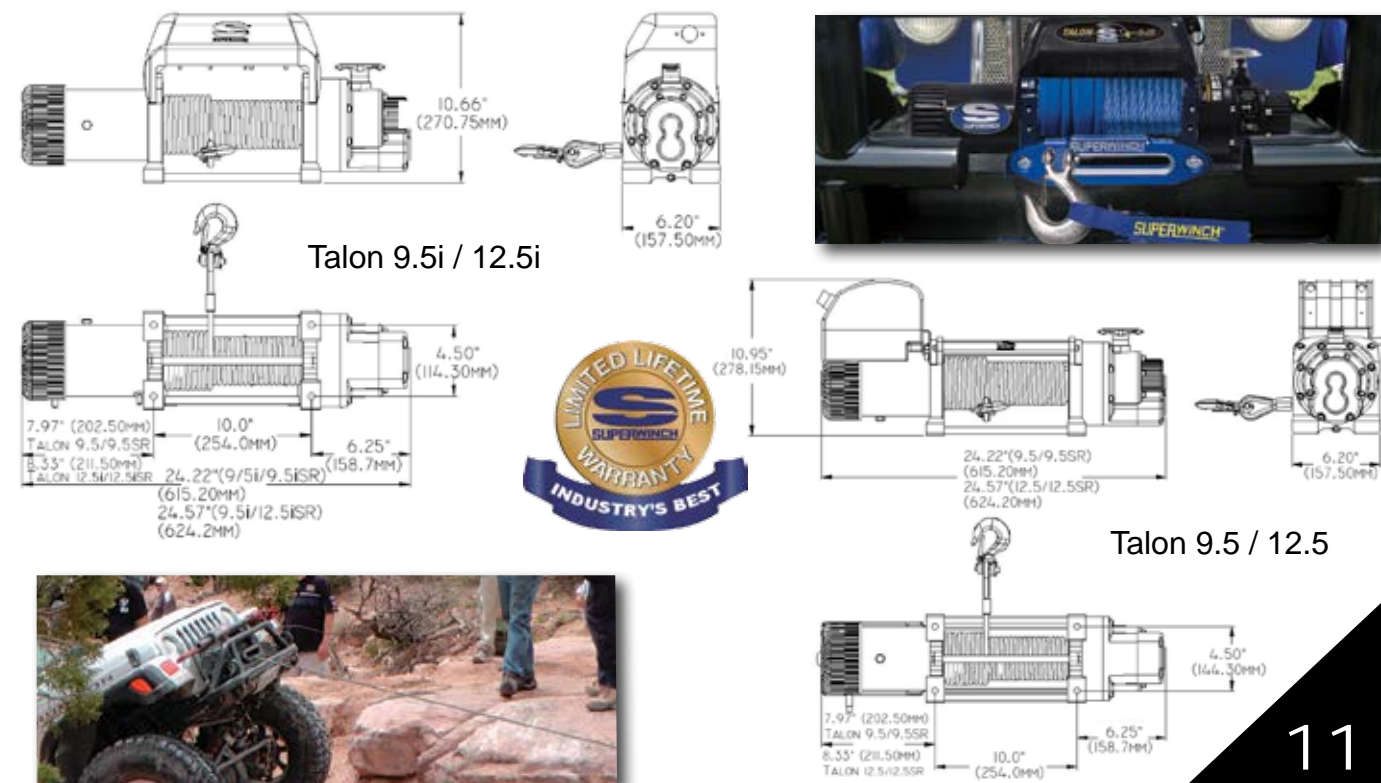 10.66"
(270.75MM)
6.20"
(157.50MM)
Talon 9.5i / 12.5i
4.50"
(114.30MM)
7.97" (202.50MM)
TALON 9.5/9.5SR
8.33" (211.50MM)
TALON 12.5i/12.5iSR
10.0"
(254.0MM)
6.25"
(158.7MM)
24.22"(9/5i/9.5iSR)
(615.20MM)
24.57"(9.5i/12.5iSR)
(624.2MM)
LIMITED LIFETIME
SUPERWINCH
WARRANTY
INDUSTRY'S BEST
TALON
SUPERWINCH
SUPERWINCH
SUPERWINCH
10.95"
(278.15MM)
24.22"(9.5/9.5SR)
(615.20MM)
24.57"(12.5/12.5SR)
(624.20MM)
6.20"
(157.50MM)
Talon 9.5 / 12.5
4.50"
(144.30MM)
7.97" (202.50MM)
TALON 9.5/9.5SR
8.33" (211.50MM)
TALON 12.5/12.5SR
10.0"
(254.0MM)
6.25"
(158.7MM)
11